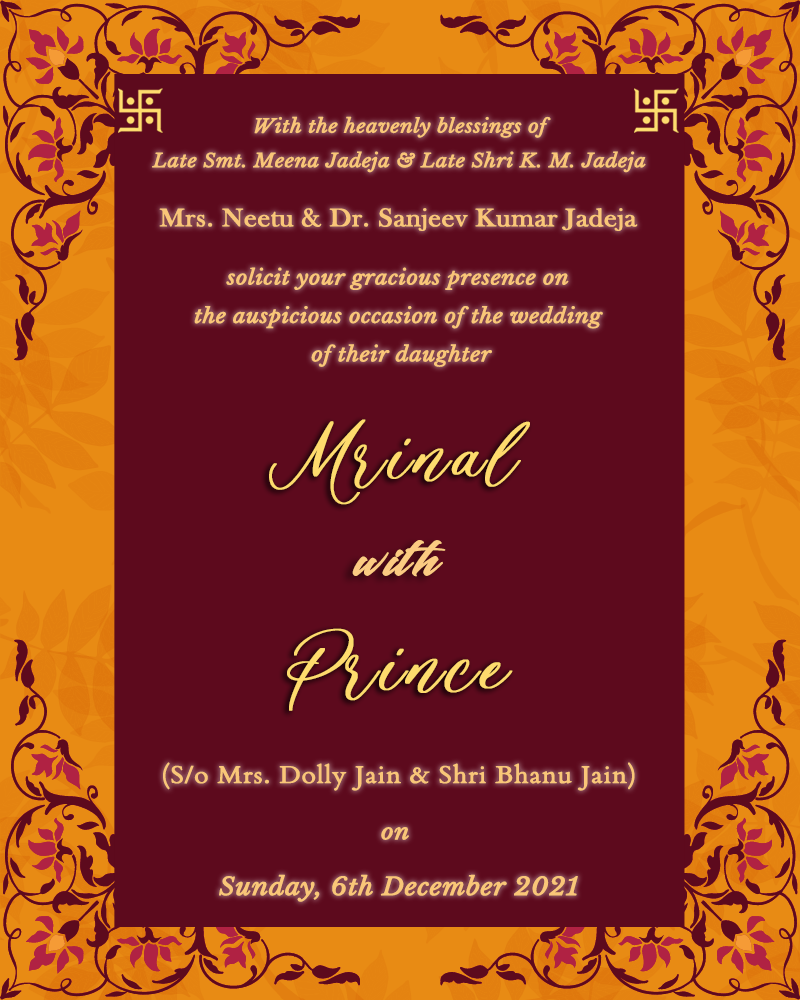 With the heavenly blessings of
Late Smt. Meena Jadeja & Late Shri K. M. Jadeja
Mrs. Neetu & Dr. Sanjeev Kumar Jadeja
solicit your gracious presence on
the auspicious occasion of the wedding
of their daughter
Mrinal
with
Prince
(S/o Mrs. Dolly Jain & Shri Bhanu Jain)
on
Sunday, 6th December 2021